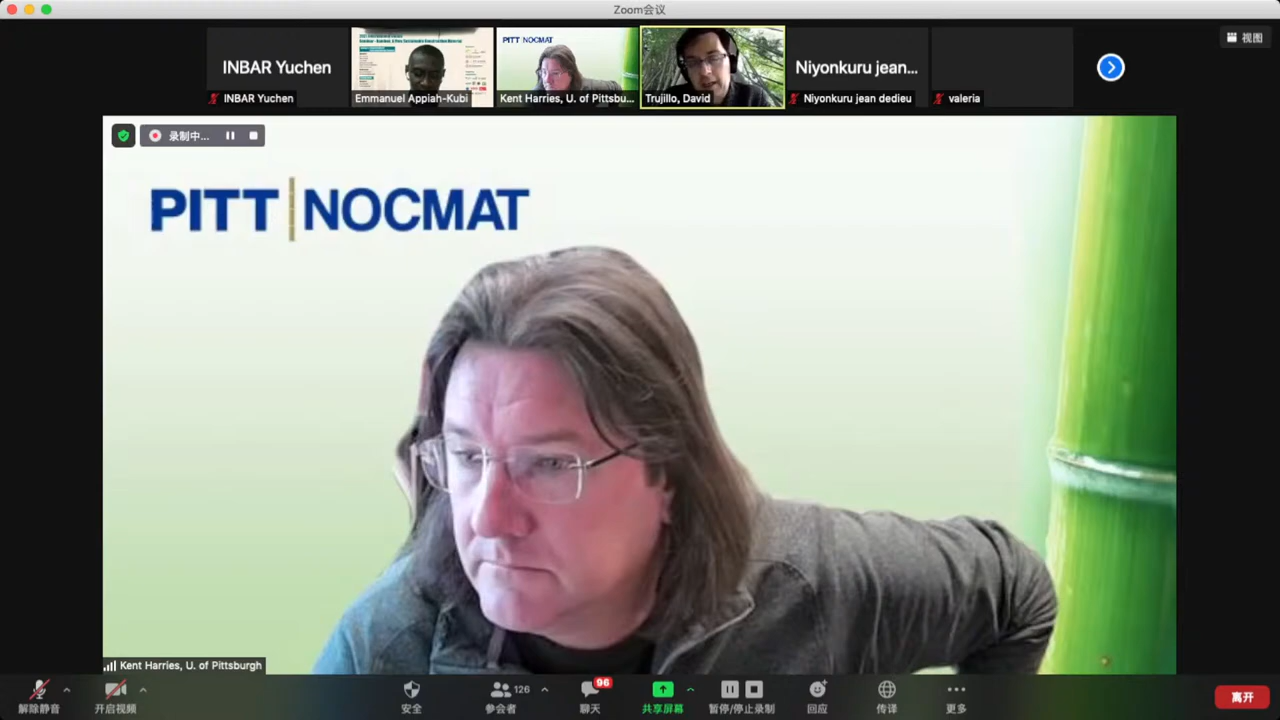 Zoom会议
INBAR Yuchen
INBAR Yuchen
Emmanuel Appiah-Kubi
PITT NOCMAT
Kent Harries, U. of Pittsbu...
Trujillo, David
Niyonkuru jean...
Niyonkuru jean dedieu
valeria
视图
录制中...
PITT NOCMAT
Kent Harries, U. of Pittsburgh
解除静音
开启视频
安全
126
参会者
96
聊天
共享屏幕
暂停/停止录制
回应
传译
更多
离开